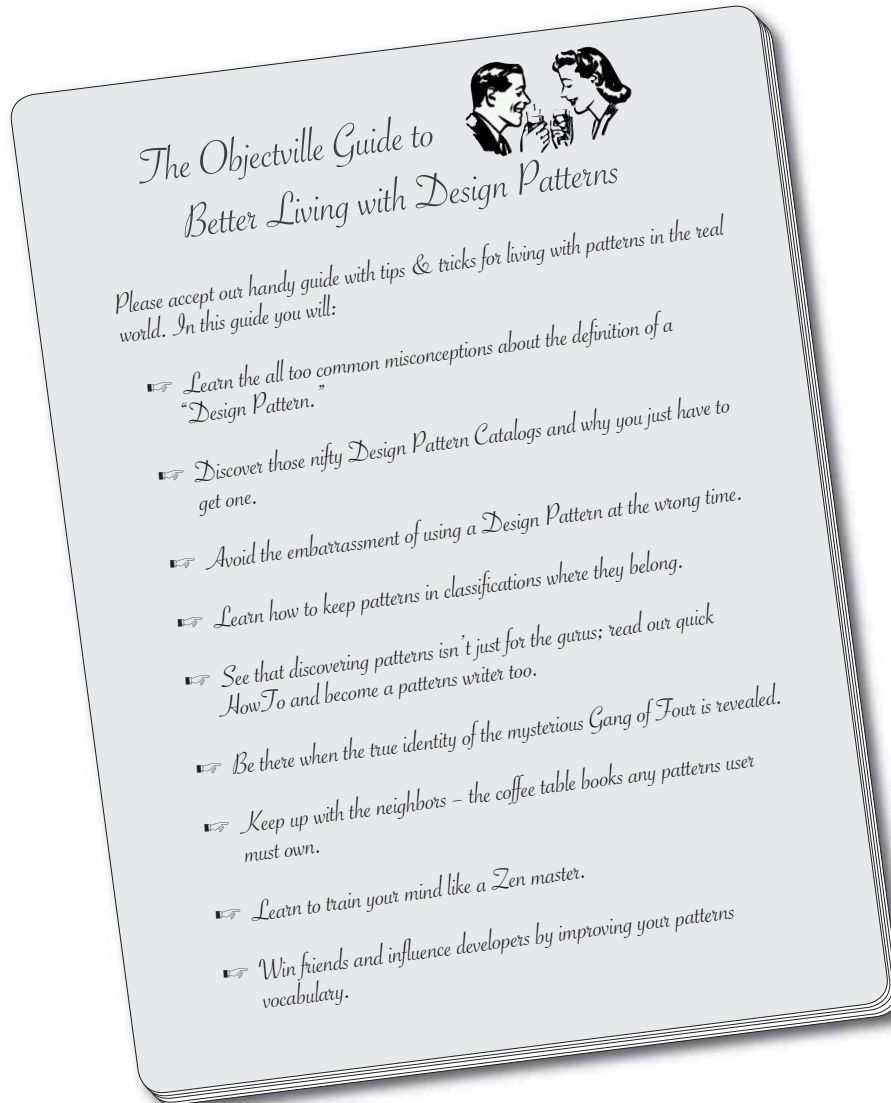 The Objectville Guide to
Better Living with Design Patterns
Please accept our handy guide with tips & tricks for living with patterns in the real
world. In this guide you will:
☞ Learn the all too common misconceptions about the definition of a
“Design Pattern.”
☞ Discover those nifty Design Pattern Catalogs and why you just have to
get one.
☞ Avoid the embarrassment of using a Design Pattern at the wrong time.
☞ Learn how to keep patterns in classifications where they belong.
☞ See that discovering patterns isn’t just for the gurus; read our quick
HowTo and become a patterns writer too.
☞ Be there when the true identity of the mysterious Gang of Four is revealed.
☞ Keep up with the neighbors – the coffee table books any patterns user
must own.
☞ Learn to train your mind like a Zen master.
☞ Win friends and influence developers by improving your patterns
vocabulary.